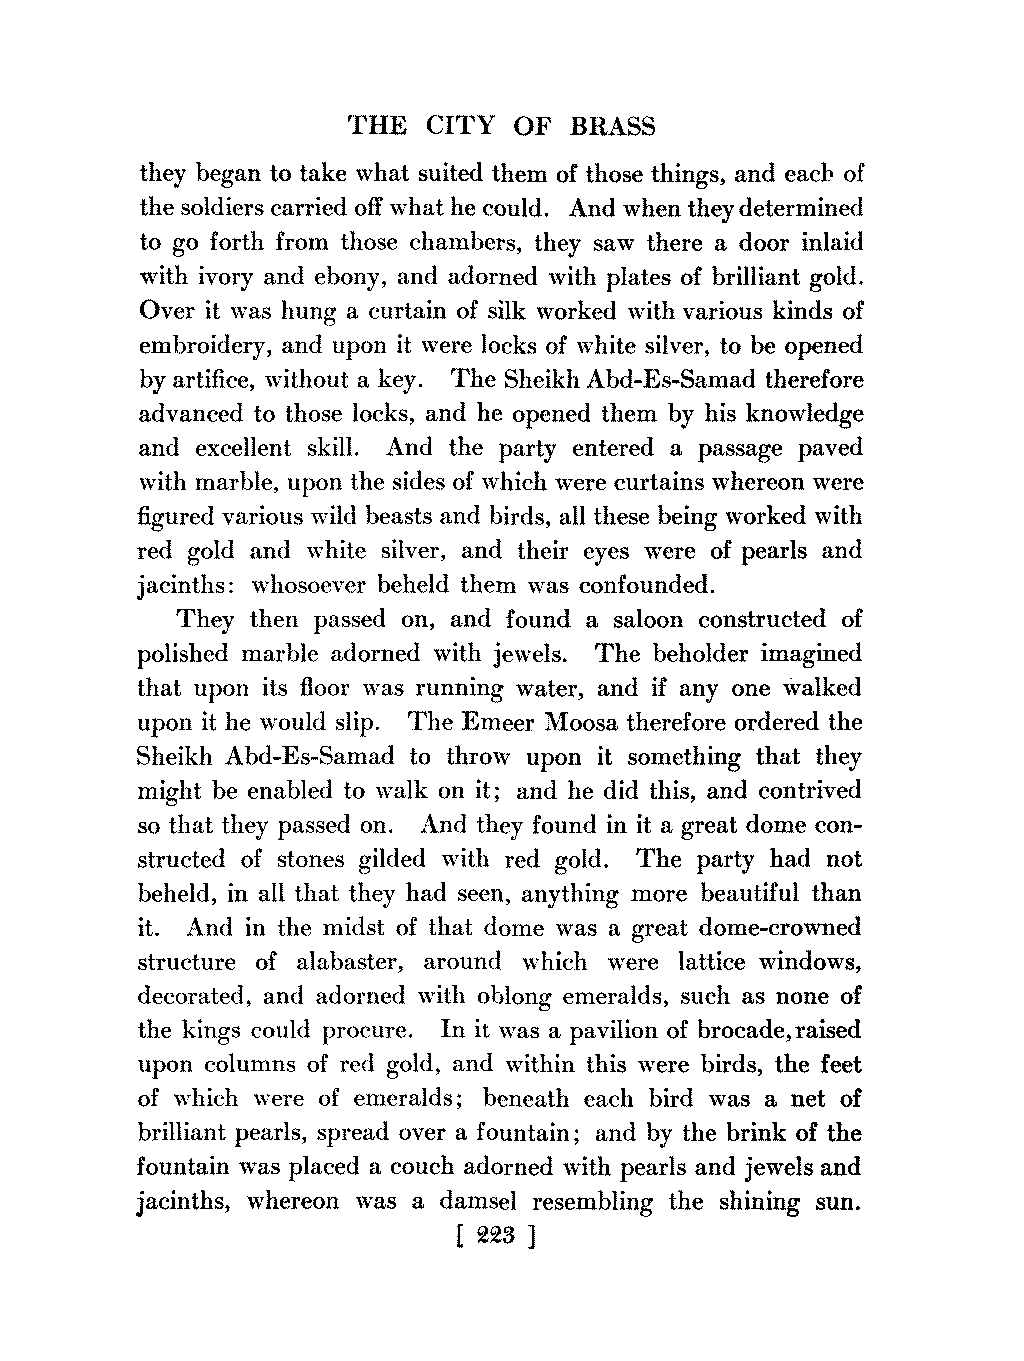 THE CITY OF BRASS
they began to take what suited them of those things, and each of
the soldiers carried off what he could. And when they determined
to go forth from those chambers, they saw there a door inlaid
with ivory and ebony, and adorned with plates of brilliant gold.
Over it was hung a curtain of silk worked with various kinds of
embroidery, and upon it were locks of white silver, to be opened
by artifice, without a key. The Sheikh Abd-Es-Samad therefore
advanced to those locks, and he opened them by his knowledge
and excellent skill. And the party entered a passage paved
with marble, upon the sides of which were curtains whereon were
figured various wild beasts and birds, all these being worked with
red gold and white silver, and their eyes were of pearls and
jacinths: whosoever beheld them was confounded.
They then passed on, and found a saloon constructed of
polished marble adorned with jewels. The beholder imagined
that upon its floor was running water, and if any one walked
upon it he would slip. The Emeer Moosa therefore ordered the
Sheikh Abd-Es-Samad to throw upon it something that they
might be enabled to walk on it; and he did this, and contrived
so that they passed on. And they found in it a great dome con-
structed of stones gilded with red gold. The party had not
beheld, in all that they had seen, anything more beautiful than
it. And in the midst of that dome was a great dome-crowned
structure of alabaster, around which were lattice windows,
decorated, and adorned with oblong emeralds, such as none of
the kings could procure. In it was a pavilion of brocade, raised
upon columns of red gold, and within this were birds, the feet
of which were of emeralds; beneath each bird was a net of
brilliant pearls, spread over a fountain; and by the brink of the
fountain was placed a couch adorned with pearls and jewels and
jacinths, whereon was a damsel resembling the shining sun.
[ 223 ]